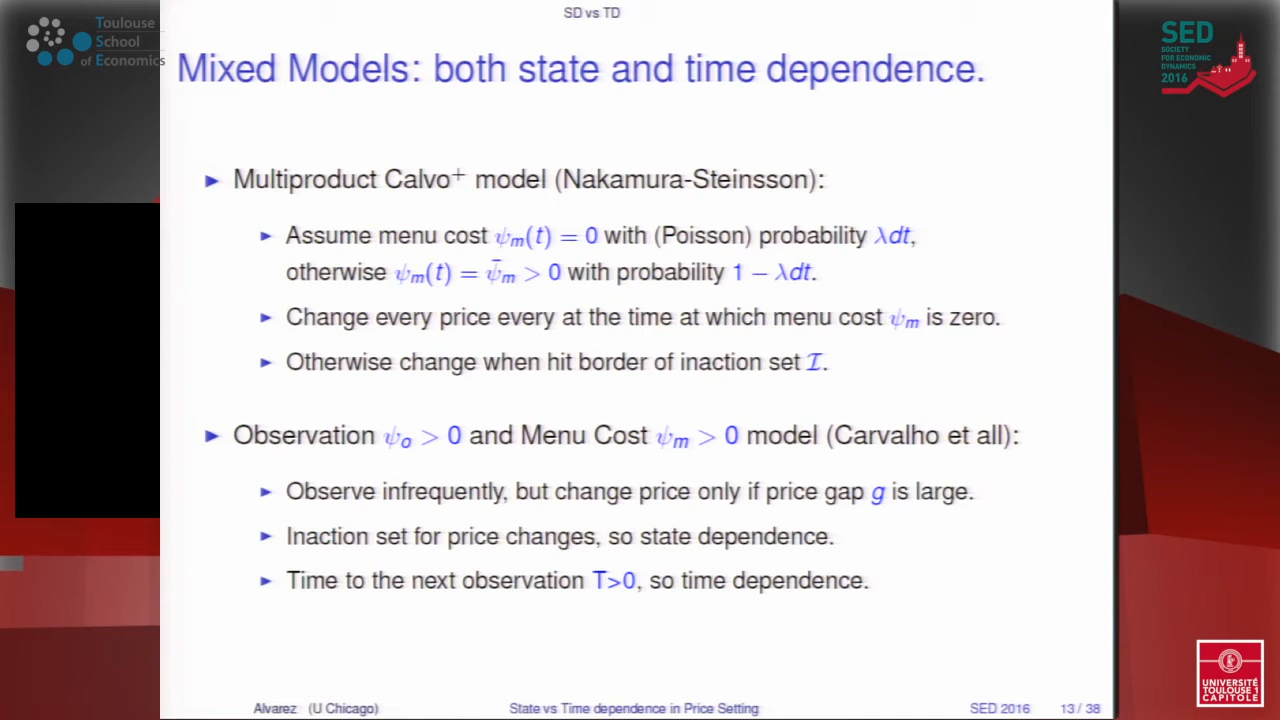 SD vs TD
Toulouse
School
of Economics
Mixed Models: both state and time dependence.
SED
SOCIETY
FOR ECONOMIC
DYNAMICS
2016
Multiproduct Calvo⁺ model (Nakamura-Steinsson):
Assume menu cost ψₘ(t) = 0 with (Poisson) probability λdt,
otherwise ψₘ(t) = ψ̄ₘ > 0 with probability 1 − λdt.
Change every price every at the time at which menu cost ψₘ is zero.
Otherwise change when hit border of inaction set ℐ.
Observation ψₒ > 0 and Menu Cost ψₘ > 0 model (Carvalho et all):
Observe infrequently, but change price only if price gap g is large.
Inaction set for price changes, so state dependence.
Time to the next observation T>0, so time dependence.
UNIVERSITÉ
TOULOUSE 1
CAPITOLE
Alvarez (U Chicago) State vs Time dependence in Price Setting SED 2016 13 / 38